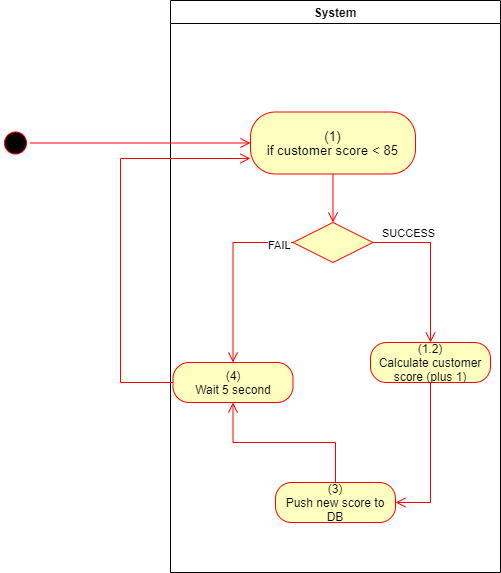 System
(1)
if customer score < 85
SUCCESS
FAIL
(1.2)
Calculate customer
score (plus 1)
(4)
Wait 5 second
(3)
Push new score to
DB